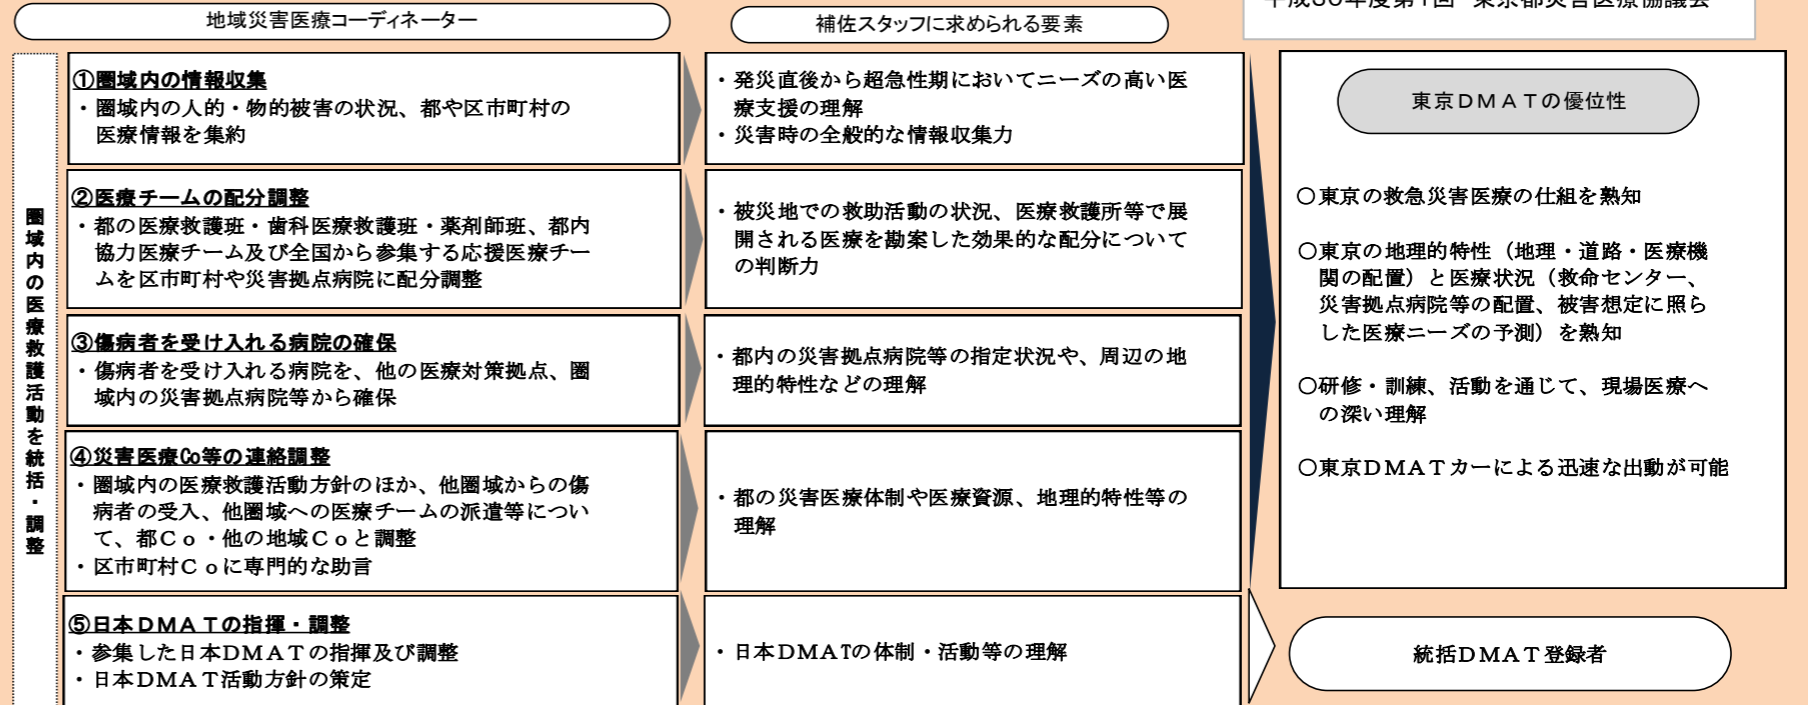 地域災害医療コーディネーター
補佐スタッフに求められる要素
平成30年度第1回 東京都災害医療協議会
圏域内の医療救護活動を統括・調整
①圏域内の情報収集
・圏域内の人的・物的被害の状況、都や区市町村の
医療情報を集約
・発災直後から超急性期においてニーズの高い医
療支援の理解
・災害時の全般的な情報収集力
②医療チームの配分調整
・都の医療救護班・歯科医療救護班・薬剤師班、都内
協力医療チーム及び全国から参集する応援医療チー
ムを区市町村や災害拠点病院に配分調整
・被災地での救助活動の状況、医療救護所等で展
開される医療を勘案した効果的な配分について
の判断力
③傷病者を受け入れる病院の確保
・傷病者を受け入れる病院を、他の医療対策拠点、圏
域内の災害拠点病院等から確保
・都内の災害拠点病院等の指定状況や、周辺の地
理的特性などの理解
④災害医療Co等の連絡調整
・圏域内の医療救護活動方針のほか、他圏域からの傷
病者の受入、他圏域への医療チームの派遣等につい
て、都Co・他の地域Coと調整
・区市町村Coに専門的な助言
・都の災害医療体制や医療資源、地理的特性等の
理解
⑤日本DMATの指揮・調整
・参集した日本DMATの指揮及び調整
・日本DMAT活動方針の策定
・日本DMATの体制・活動等の理解
東京DMATの優位性
○東京の救急災害医療の仕組を熟知
○東京の地理的特性(地理・道路・医療機
関の配置)と医療状況(救命センター、
災害拠点病院等の配置、被害想定に照ら
した医療ニーズの予測)を熟知
○研修・訓練、活動を通じて、現場医療へ
の深い理解
○東京DMATカーによる迅速な出動が可能
統括DMAT登録者